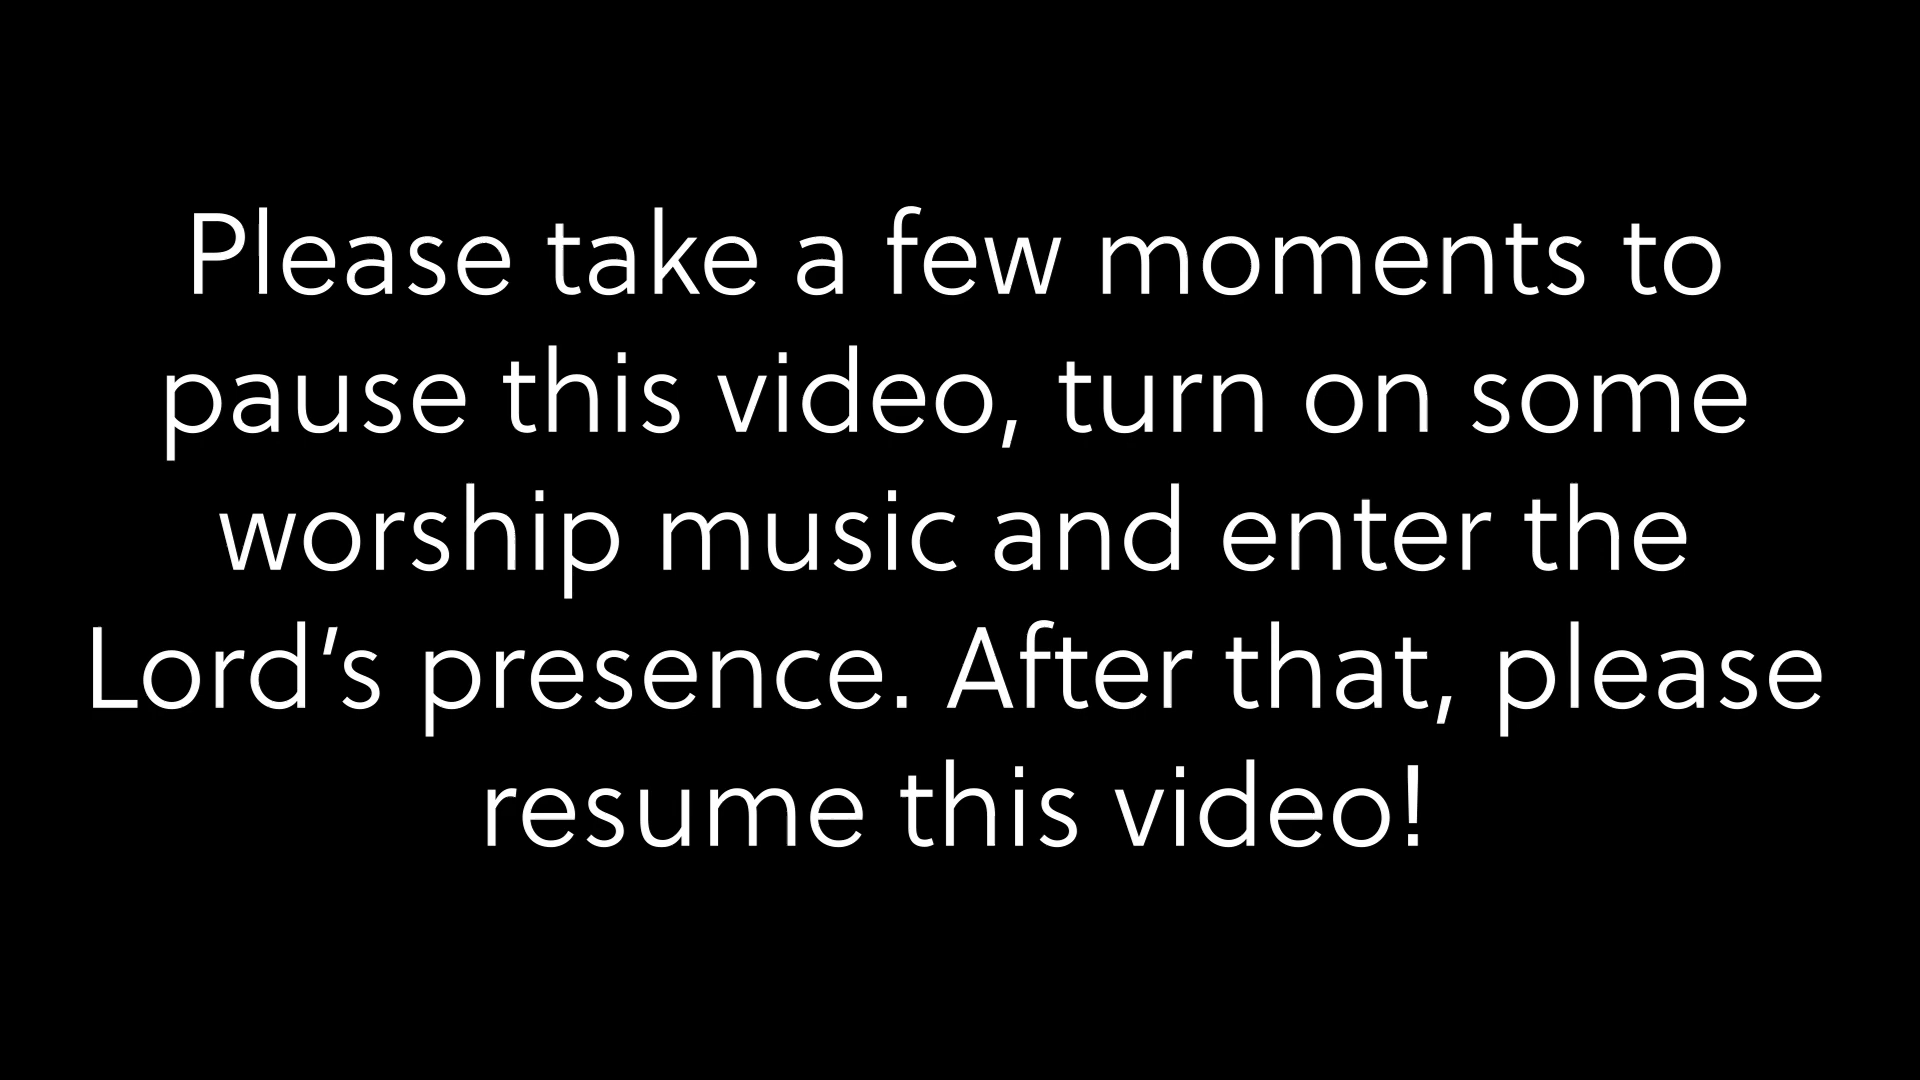 Please take a few moments to
pause this video, turn on some
worship music and enter the
Lord's presence. After that, please
resume this video!